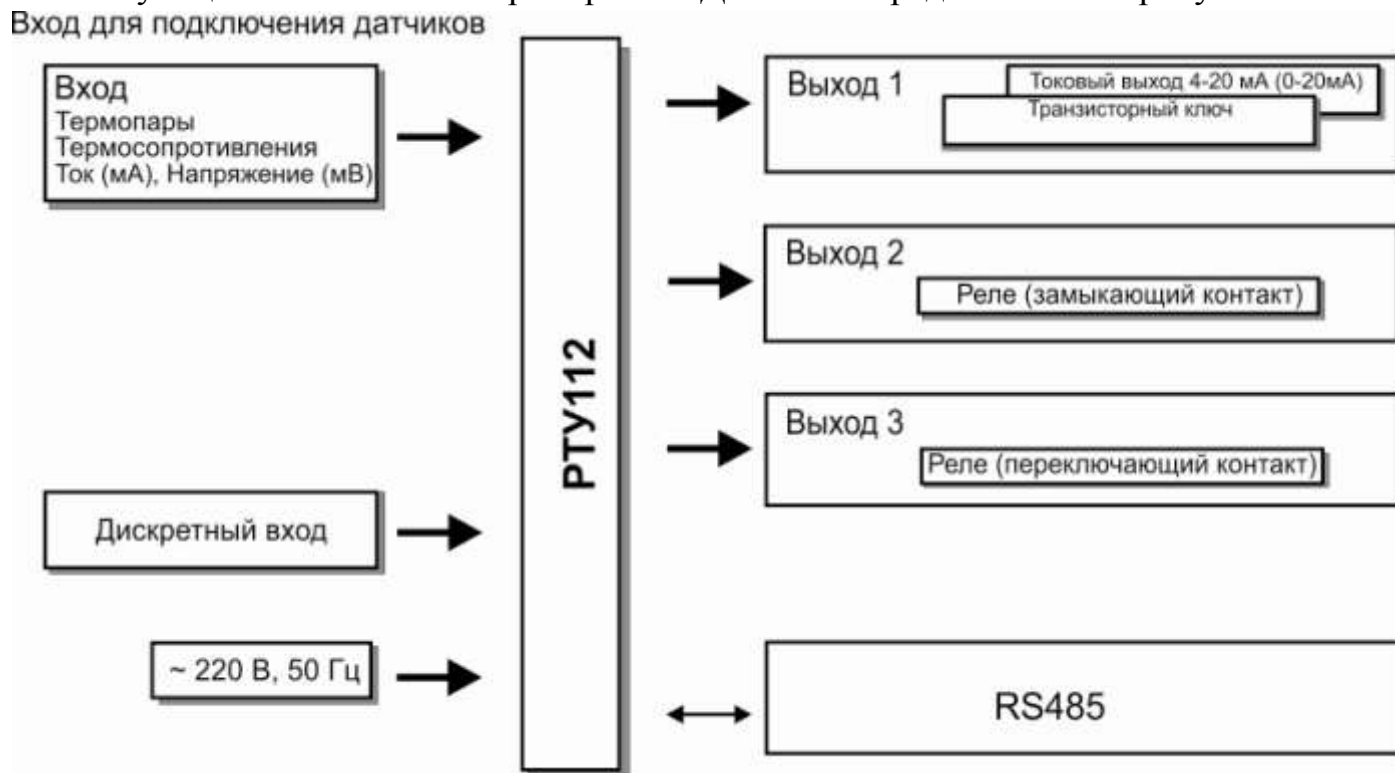 Вход для подключения датчиков
Вход
Термопары
Термосопротивления
Ток (мА), Напряжение (мВ)
Дискретный вход
~ 220 В, 50 Гц
РТУ112
Выход 1
Токовый выход 4-20 мА (0-20мА)
Транзисторный ключ
Выход 2
Реле (замыкающий контакт)
Выход 3
Реле (переключающий контакт)
RS485